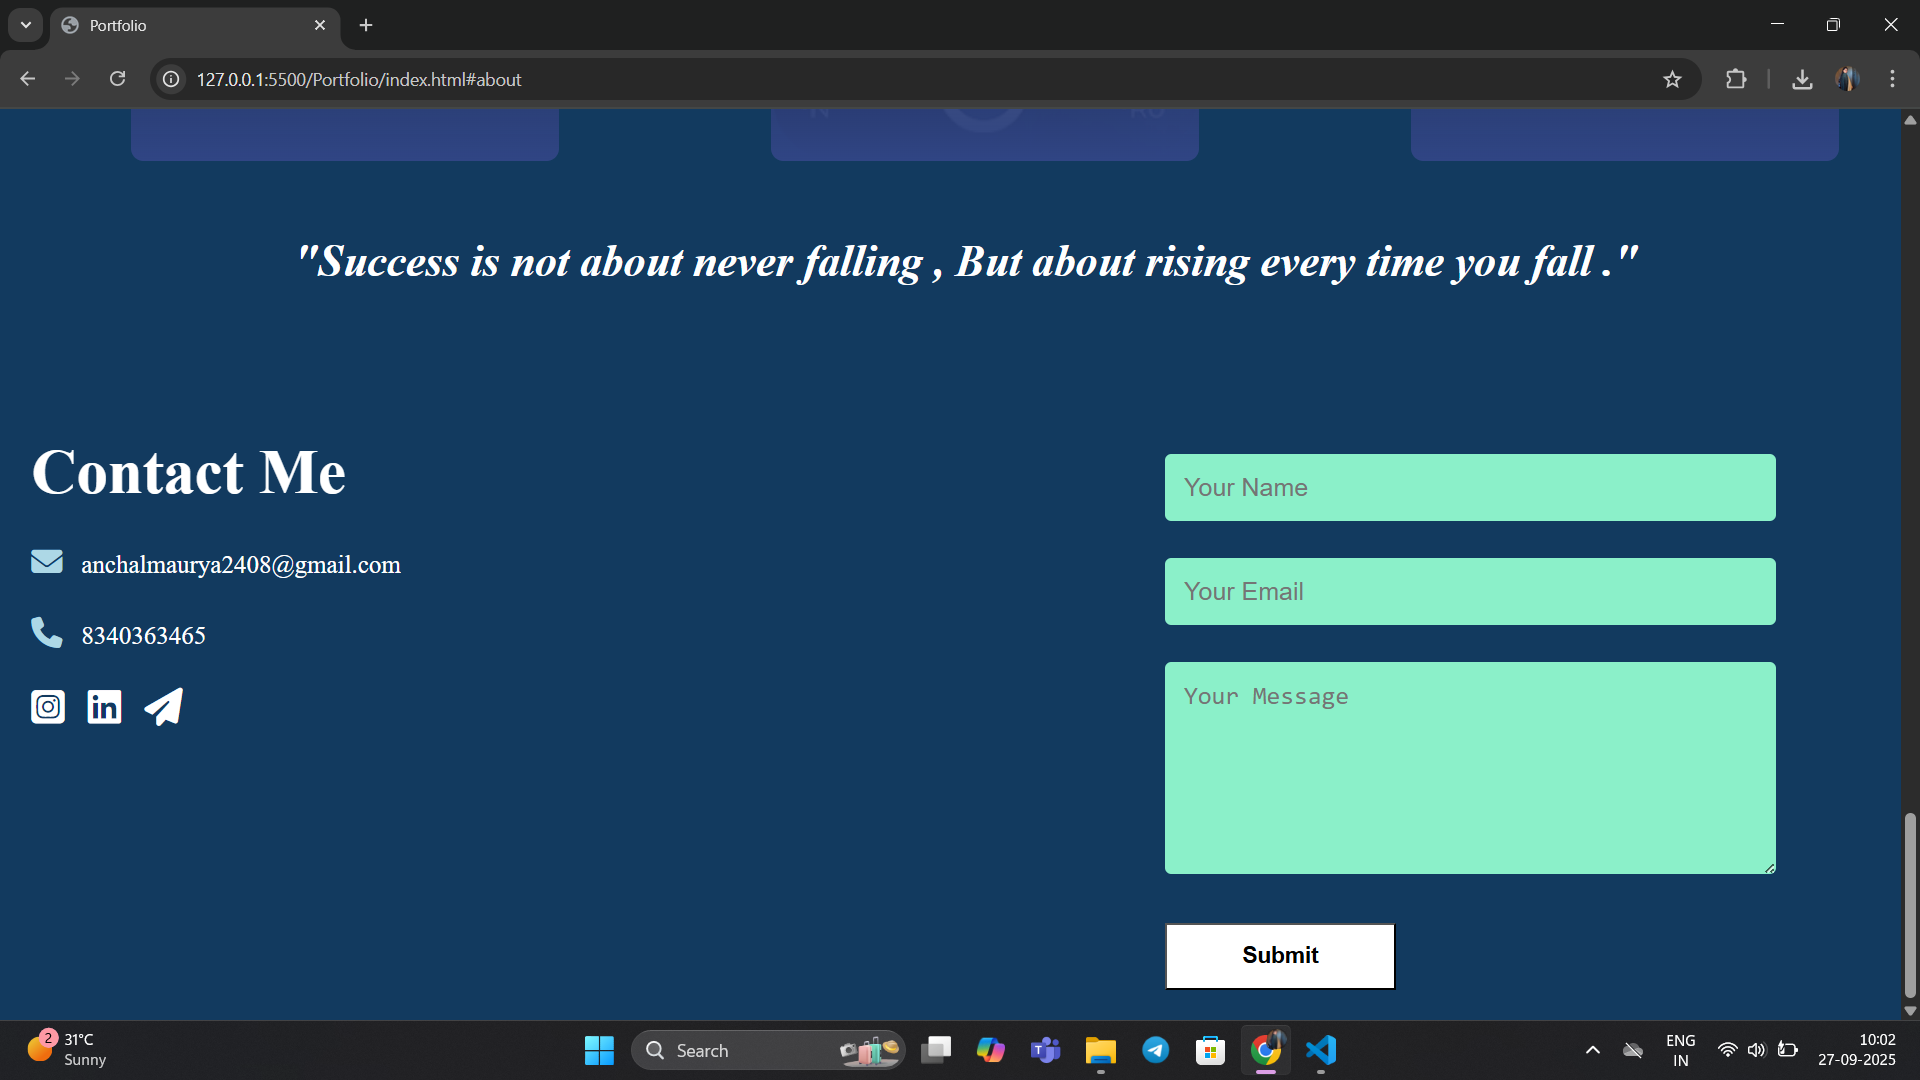 Portfolio
127.0.0.1:5500/Portfolio/index.html#about
"Success is not about never falling , But about rising every time you fall ."
Contact Me
anchalmaurya2408@gmail.com
8340363465
Your Name
Your Email
Your Message
Submit
2
31°C
Sunny
Search
ENG
IN
10:02
27-09-2025